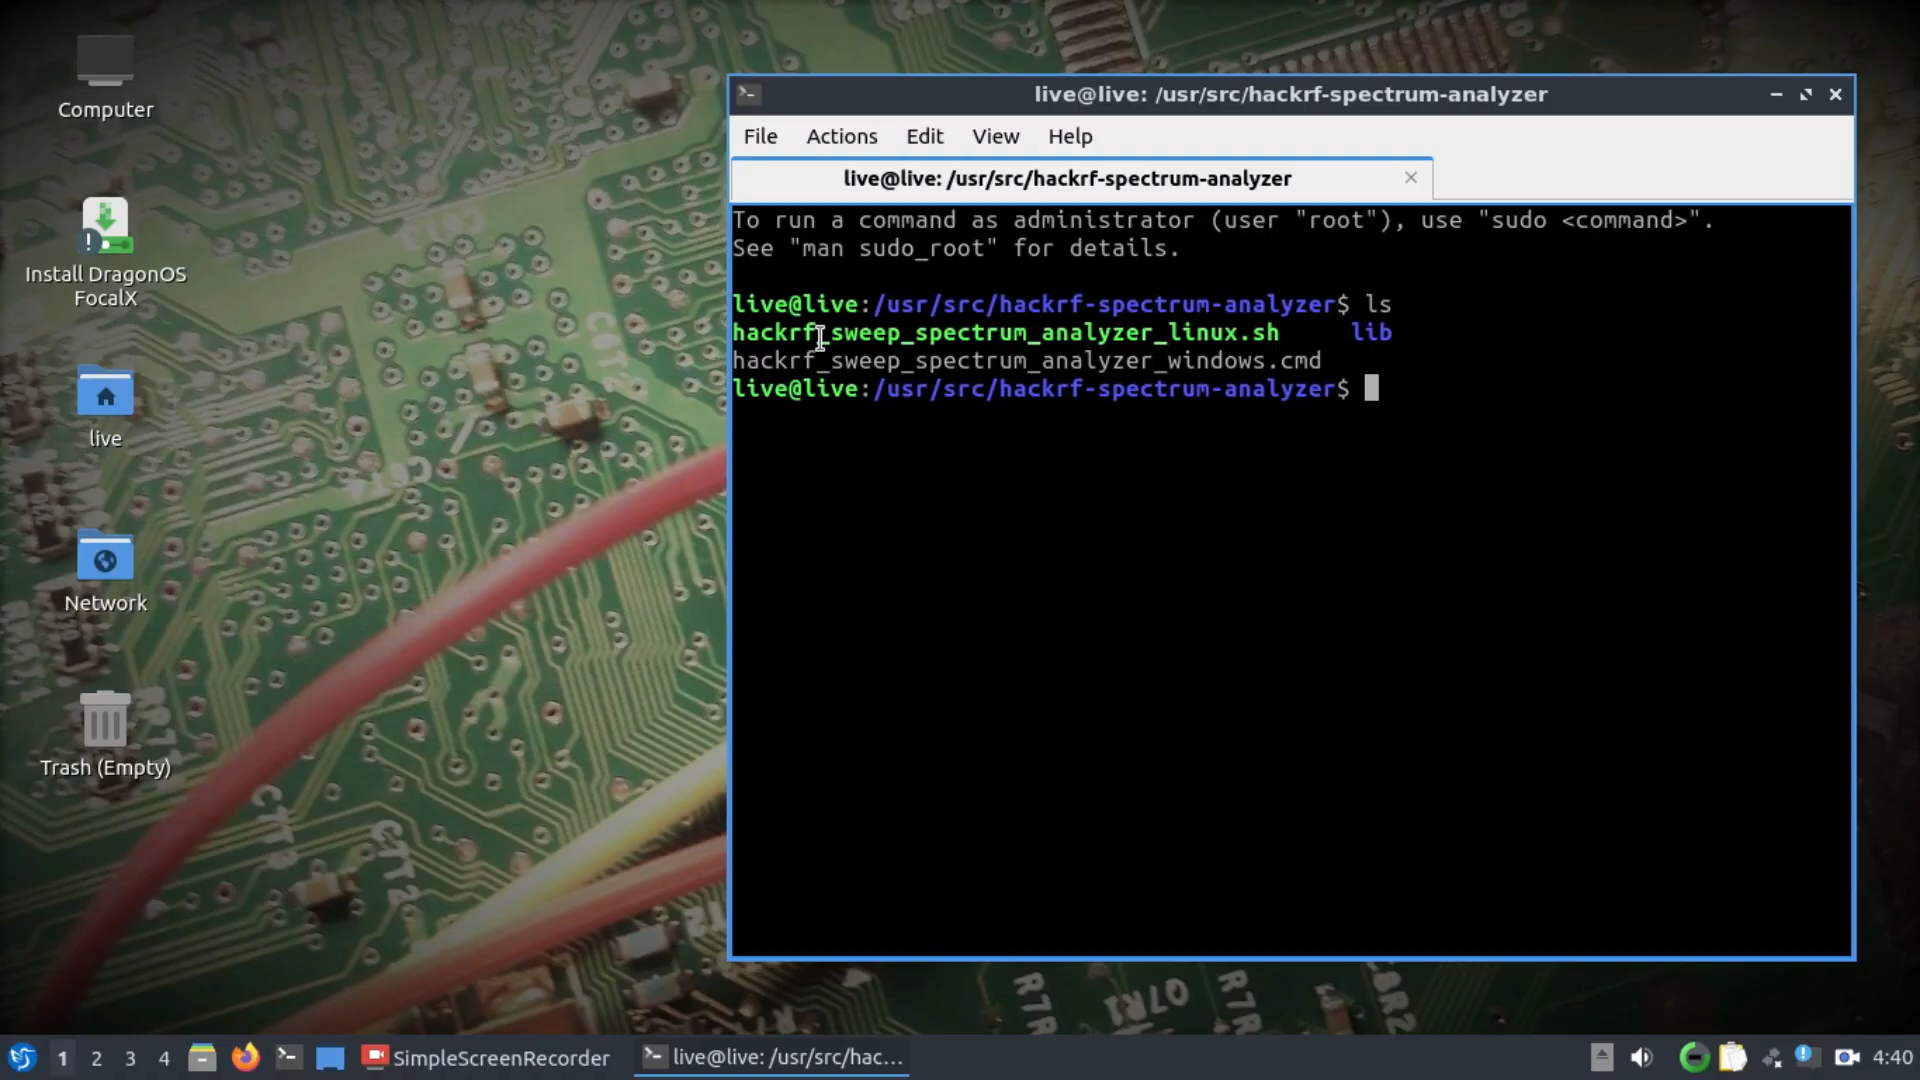 Computer
Install DragonOS
FocalX
live
Network
Trash (Empty)
live@live: /usr/src/hackrf-spectrum-analyzer
File Actions Edit View Help
live@live: /usr/src/hackrf-spectrum-analyzer
To run a command as administrator (user "root"), use "sudo <command>".
See "man sudo_root" for details.
live@live:/usr/src/hackrf-spectrum-analyzer$ ls
hackrf_sweep_spectrum_analyzer_linux.sh lib
hackrf_sweep_spectrum_analyzer_windows.cmd
live@live:/usr/src/hackrf-spectrum-analyzer$
1 2 3 4 SimpleScreenRecorder live@live: /usr/src/hac... 4:40